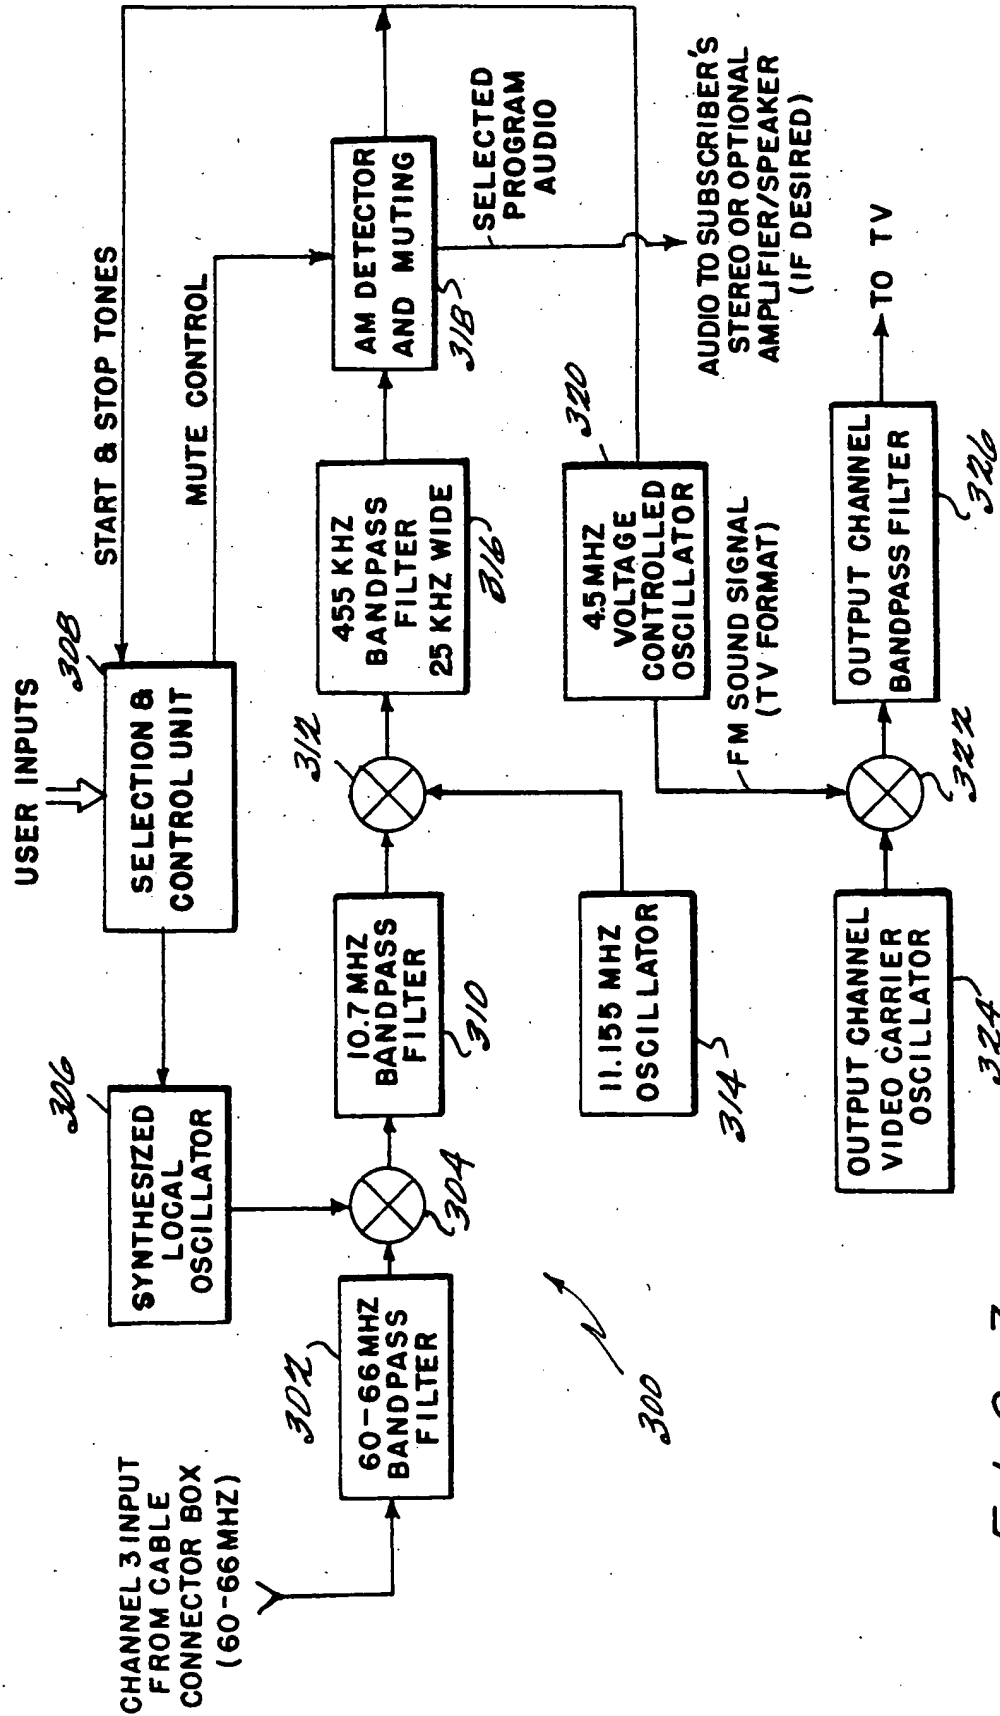 CHANNEL 3 INPUT
FROM CABLE
CONNECTOR BOX
(60-66MHZ)
USER INPUTS
SELECTION &
CONTROL UNIT
308
START & STOP TONES
MUTE CONTROL
SYNTHESIZED
LOCAL
OSCILLATOR
306
60-66MHZ
BANDPASS
FILTER
302
304
10.7 MHZ
BANDPASS
FILTER
310
312
455 KHZ
BANDPASS
FILTER
25 KHZ WIDE
316
AM DETECTOR
AND MUTING
318
SELECTED
PROGRAM
AUDIO
11.155 MHZ
OSCILLATOR
314
4.5 MHZ
VOLTAGE
CONTROLLED
OSCILLATOR
320
FM SOUND SIGNAL
(TV FORMAT)
AUDIO TO SUBSCRIBER'S
STEREO OR OPTIONAL
AMPLIFIER/SPEAKER
(IF DESIRED)
OUTPUT CHANNEL
VIDEO CARRIER
OSCILLATOR
324
322
OUTPUT CHANNEL
BANDPASS FILTER
326
TO TV
300